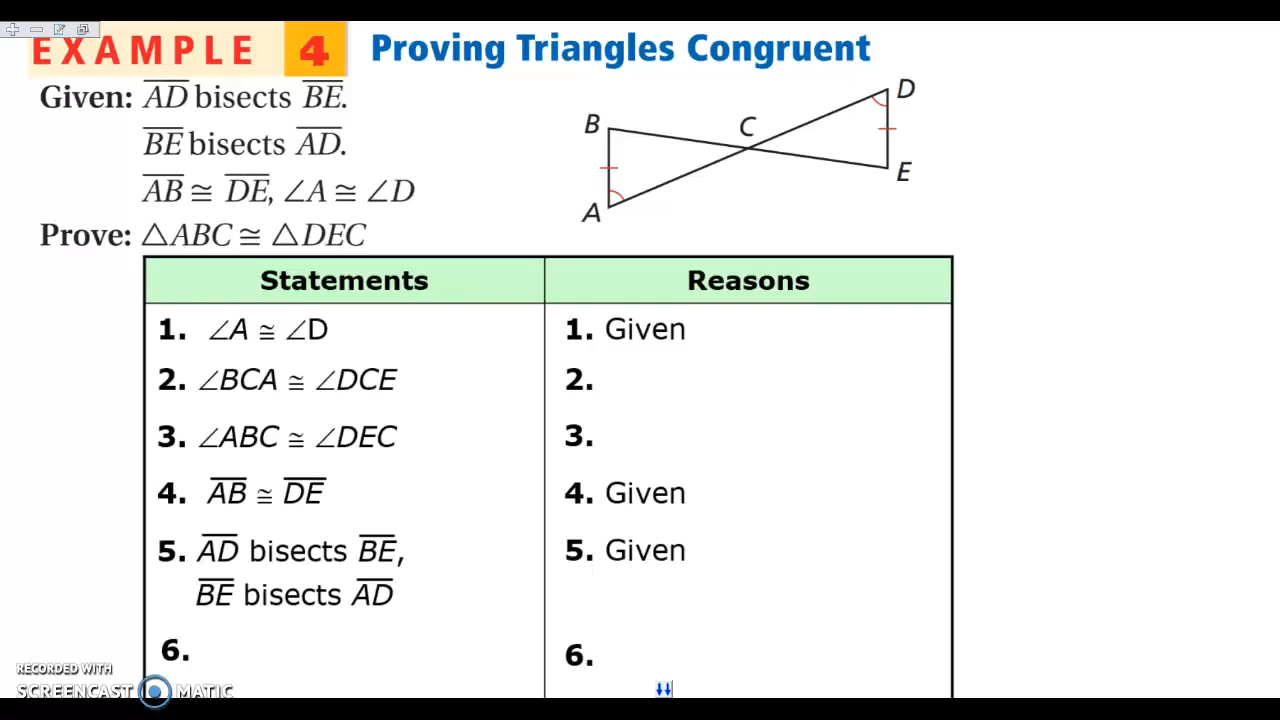 EXAMPLE 4 Proving Triangles Congruent
Given: AD bisects BE.
BE bisects AD.
AB ≅ DE, ∠A ≅ ∠D
Prove: △ABC ≅ △DEC
B
C
D
E
A
Statements Reasons
1. ∠A ≅ ∠D 1. Given
2. ∠BCA ≅ ∠DCE 2.
3. ∠ABC ≅ ∠DEC 3.
4. AB ≅ DE 4. Given
5. AD bisects BE, 5. Given
BE bisects AD
6. 6.
RECORDED WITH
SCREENCAST MATIC